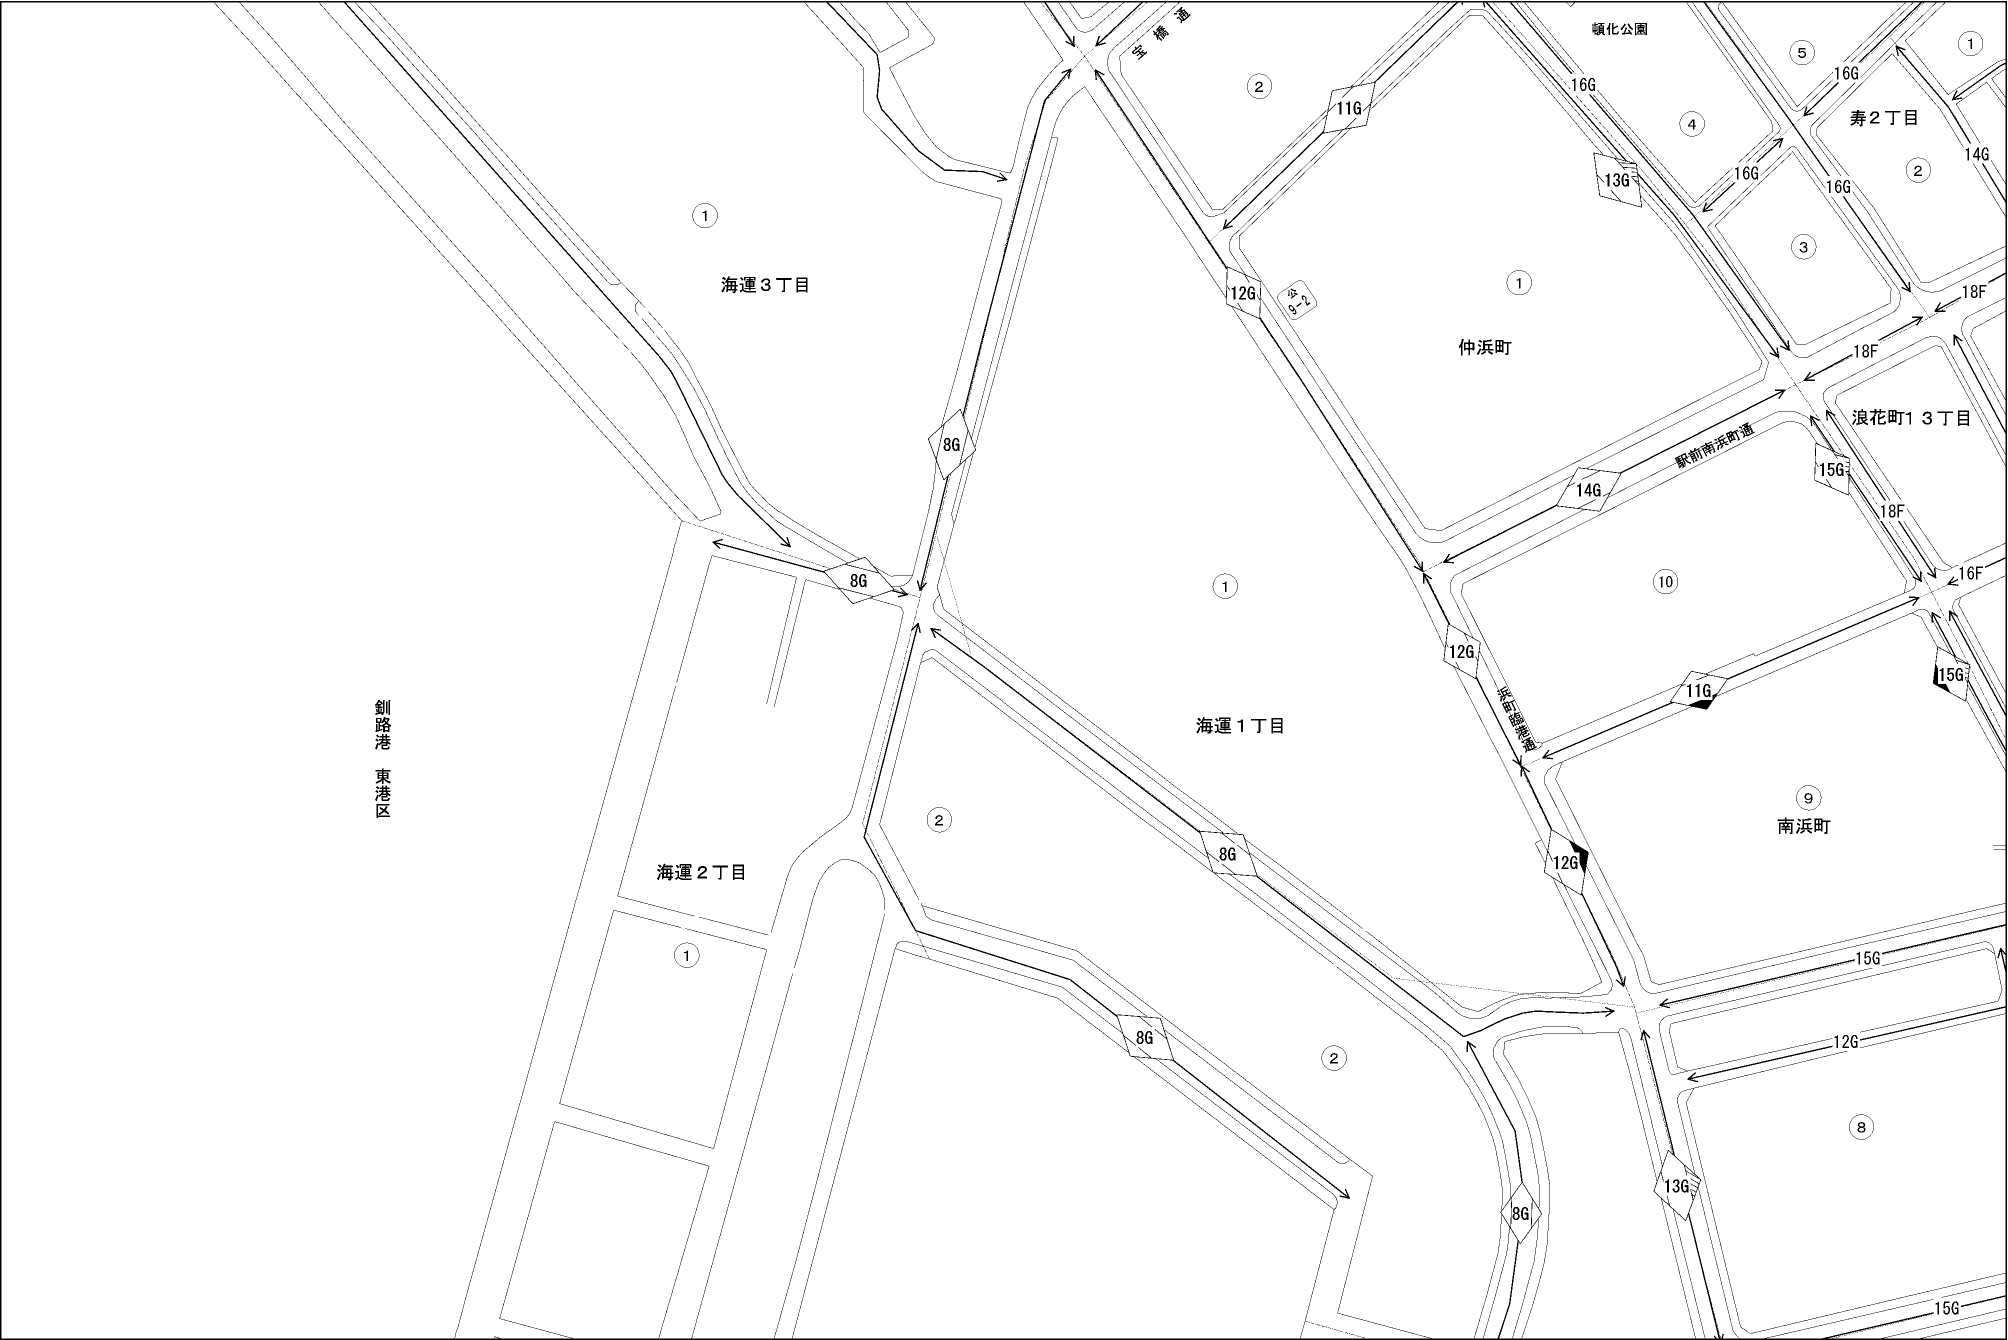 宝橋通
頓化公園
①
⑤
②
16G
16G
11G
寿２丁目
④
14G
13G
16G
②
16G
①
③
海運３丁目
①
12G
公
9-2
18F
仲浜町
18F
浪花町１３丁目
8G
駅前南浜町通
15G
14G
18F
8G
①
⑩
16F
12G
15G
11G
釧路港　東港区
浜町臨港通
海運１丁目
⑨
②
南浜町
8G
12G
海運２丁目
①
15G
8G
12G
②
⑧
13G
8G
15G